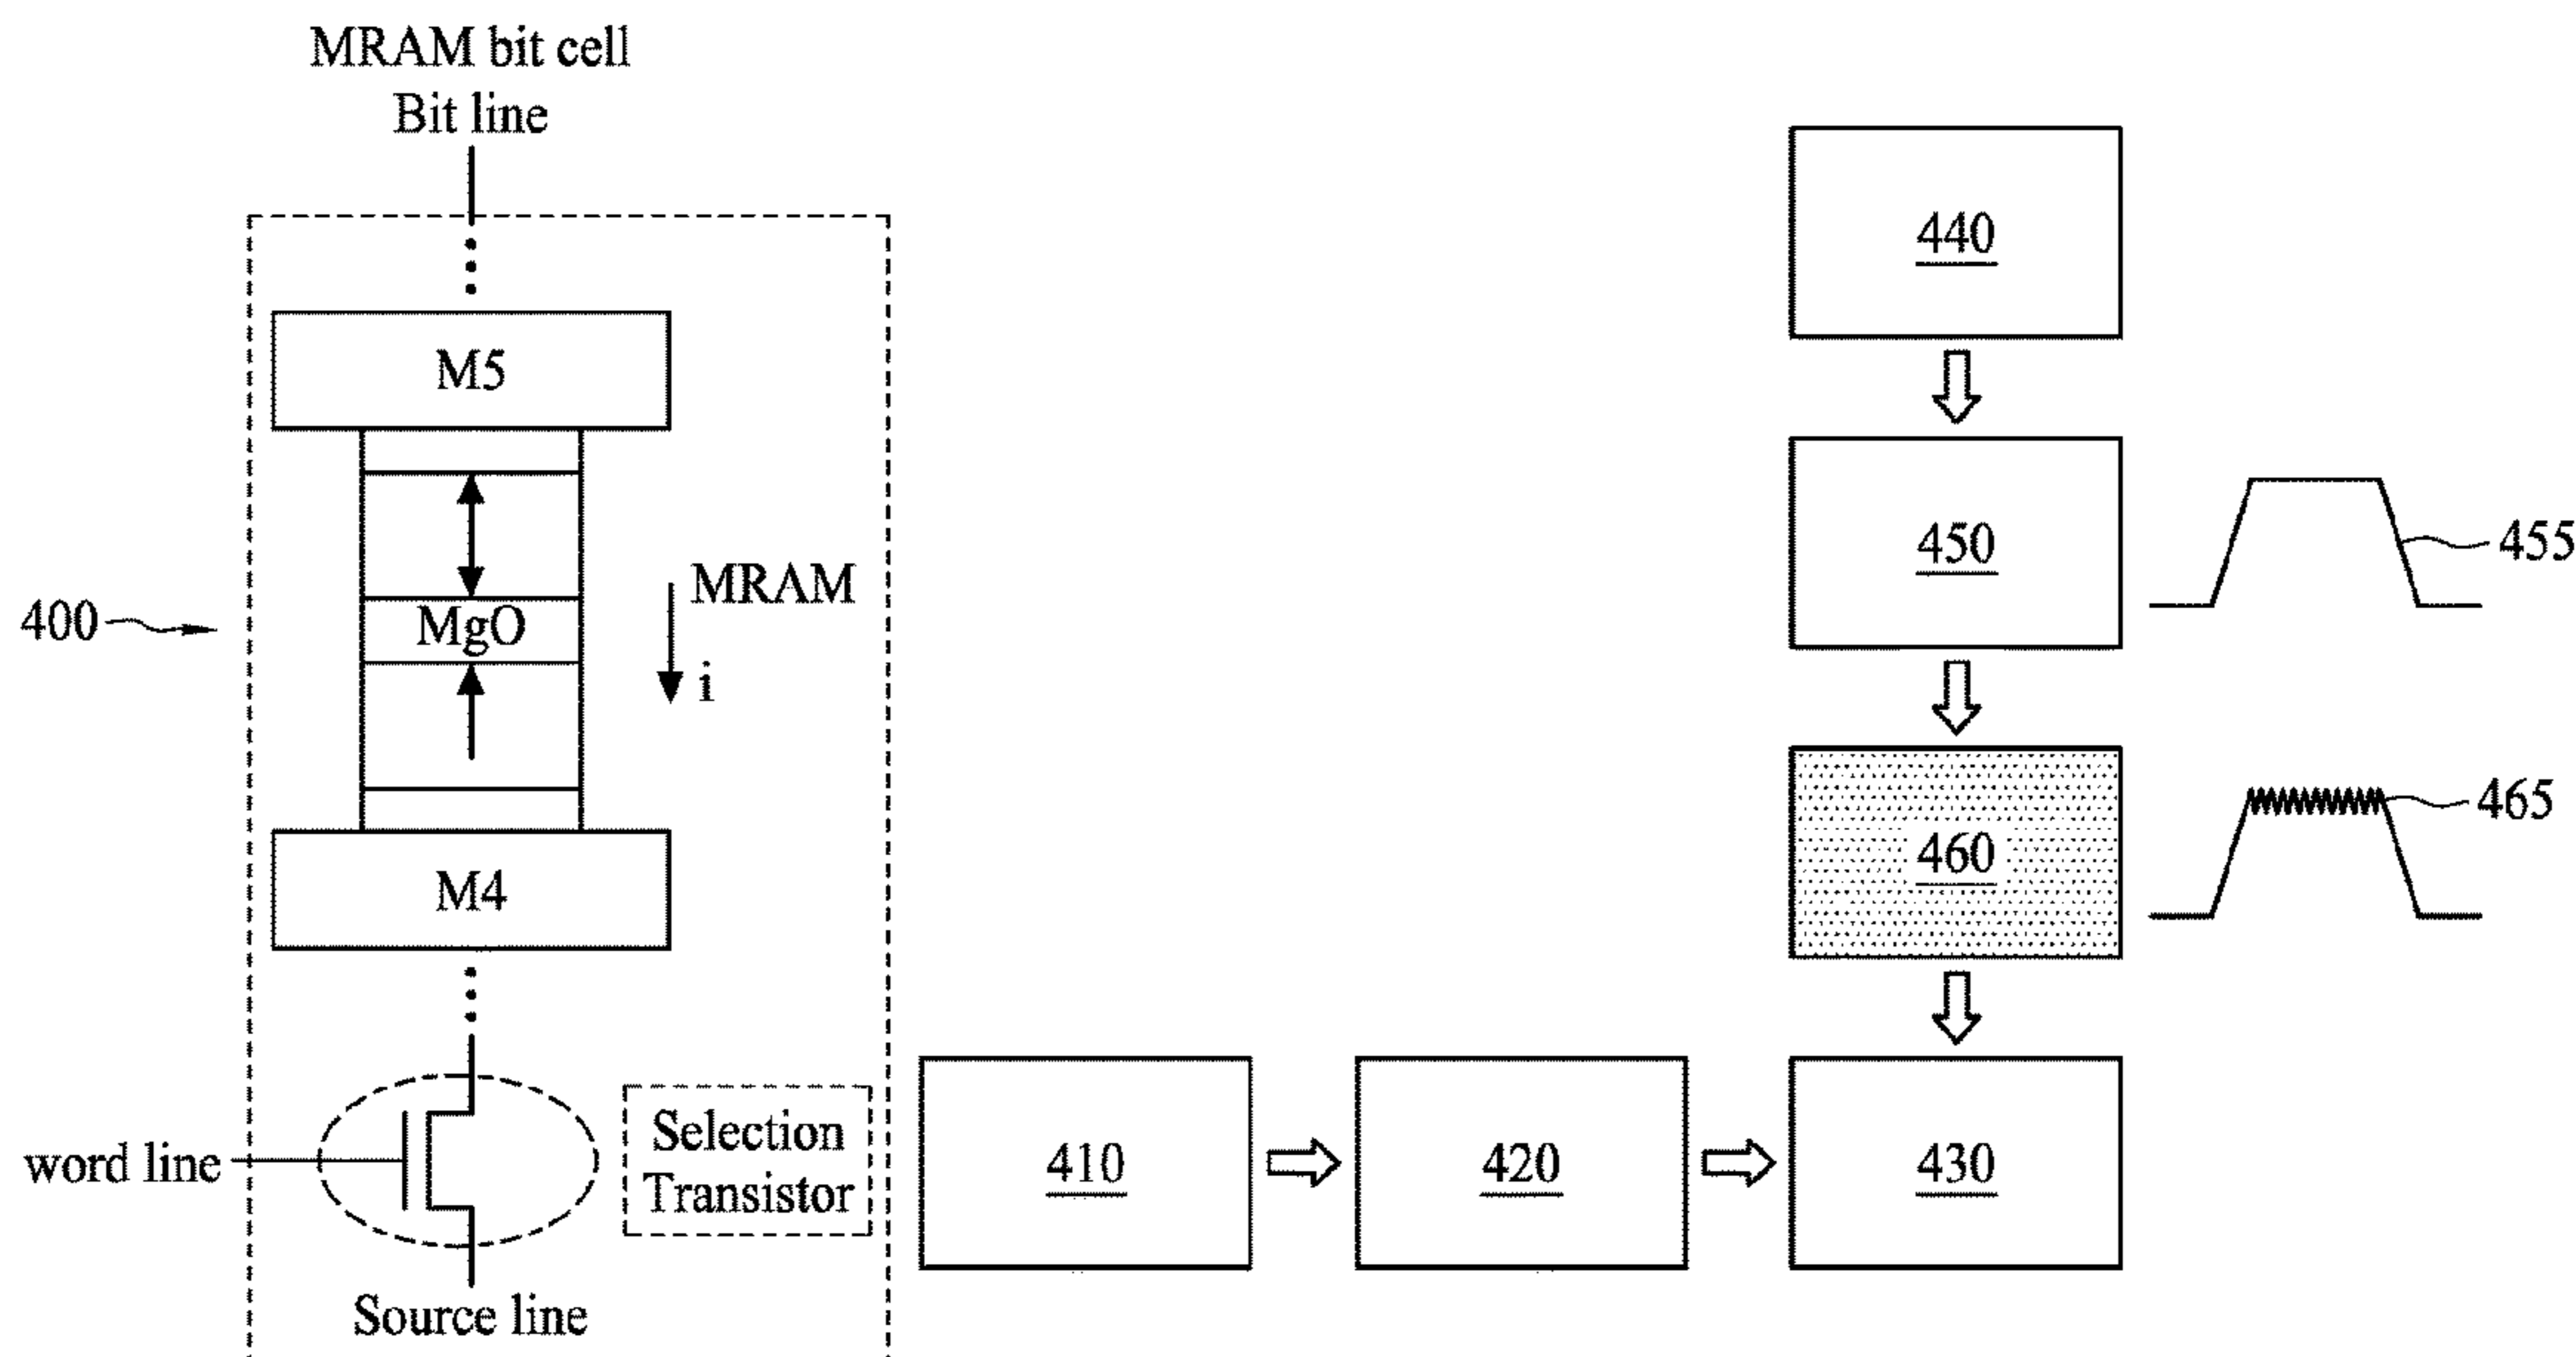 MRAM bit cell
Bit line
M5
MgO
MRAM
i
400
M4
word line
Selection
Transistor
Source line
410
420
430
440
450
455
460
465